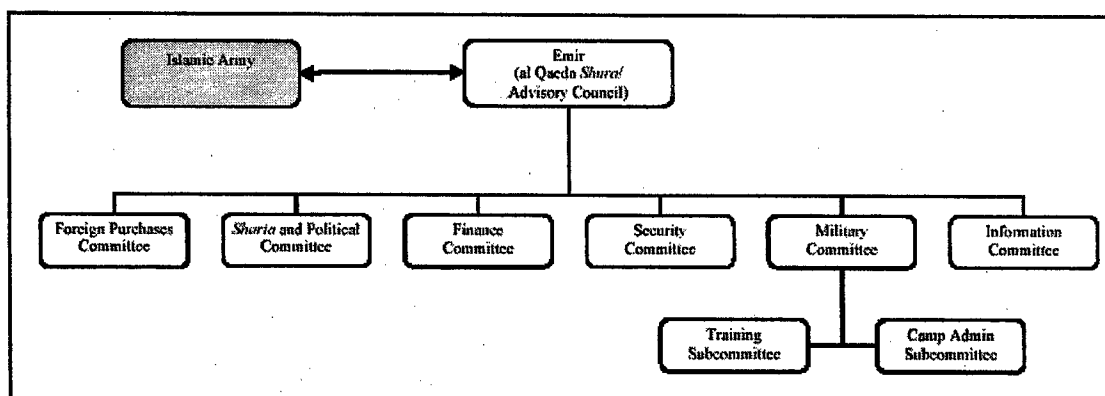 Islamic Army
Emir
(al Qaeda Shura/
Advisory Council)
Foreign Purchases
Committee
Sharia and Political
Committee
Finance
Committee
Security
Committee
Military
Committee
Information
Committee
Training
Subcommittee
Camp Admin
Subcommittee